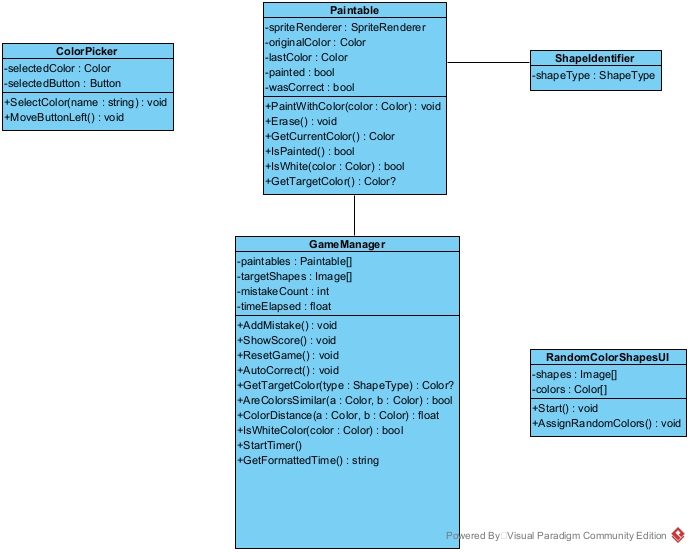 ColorPicker
-selectedColor : Color
-selectedButton : Button
+SelectColor(name : string) : void
+MoveButtonLeft() : void
Paintable
-spriteRenderer : SpriteRenderer
-originalColor : Color
-lastColor : Color
-painted : bool
-wasCorrect : bool
+PaintWithColor(color : Color) : void
+Erase() : void
+GetCurrentColor() : Color
+IsPainted() : bool
+IsWhite(color : Color) : bool
+GetTargetColor() : Color?
ShapeIdentifier
-shapeType : ShapeType
GameManager
-paintables : Paintable[]
-targetShapes : Image[]
-mistakeCount : int
-timeElapsed : float
+AddMistake() : void
+ShowScore() : void
+ResetGame() : void
+AutoCorrect() : void
+GetTargetColor(type : ShapeType) : Color?
+AreColorsSimilar(a : Color, b : Color) : bool
+ColorDistance(a : Color, b : Color) : float
+IsWhiteColor(color : Color) : bool
+StartTimer()
+GetFormattedTime() : string
RandomColorShapesUI
-shapes : Image[]
-colors : Color[]
+Start() : void
+AssignRandomColors() : void
Powered By Visual Paradigm Community Edition